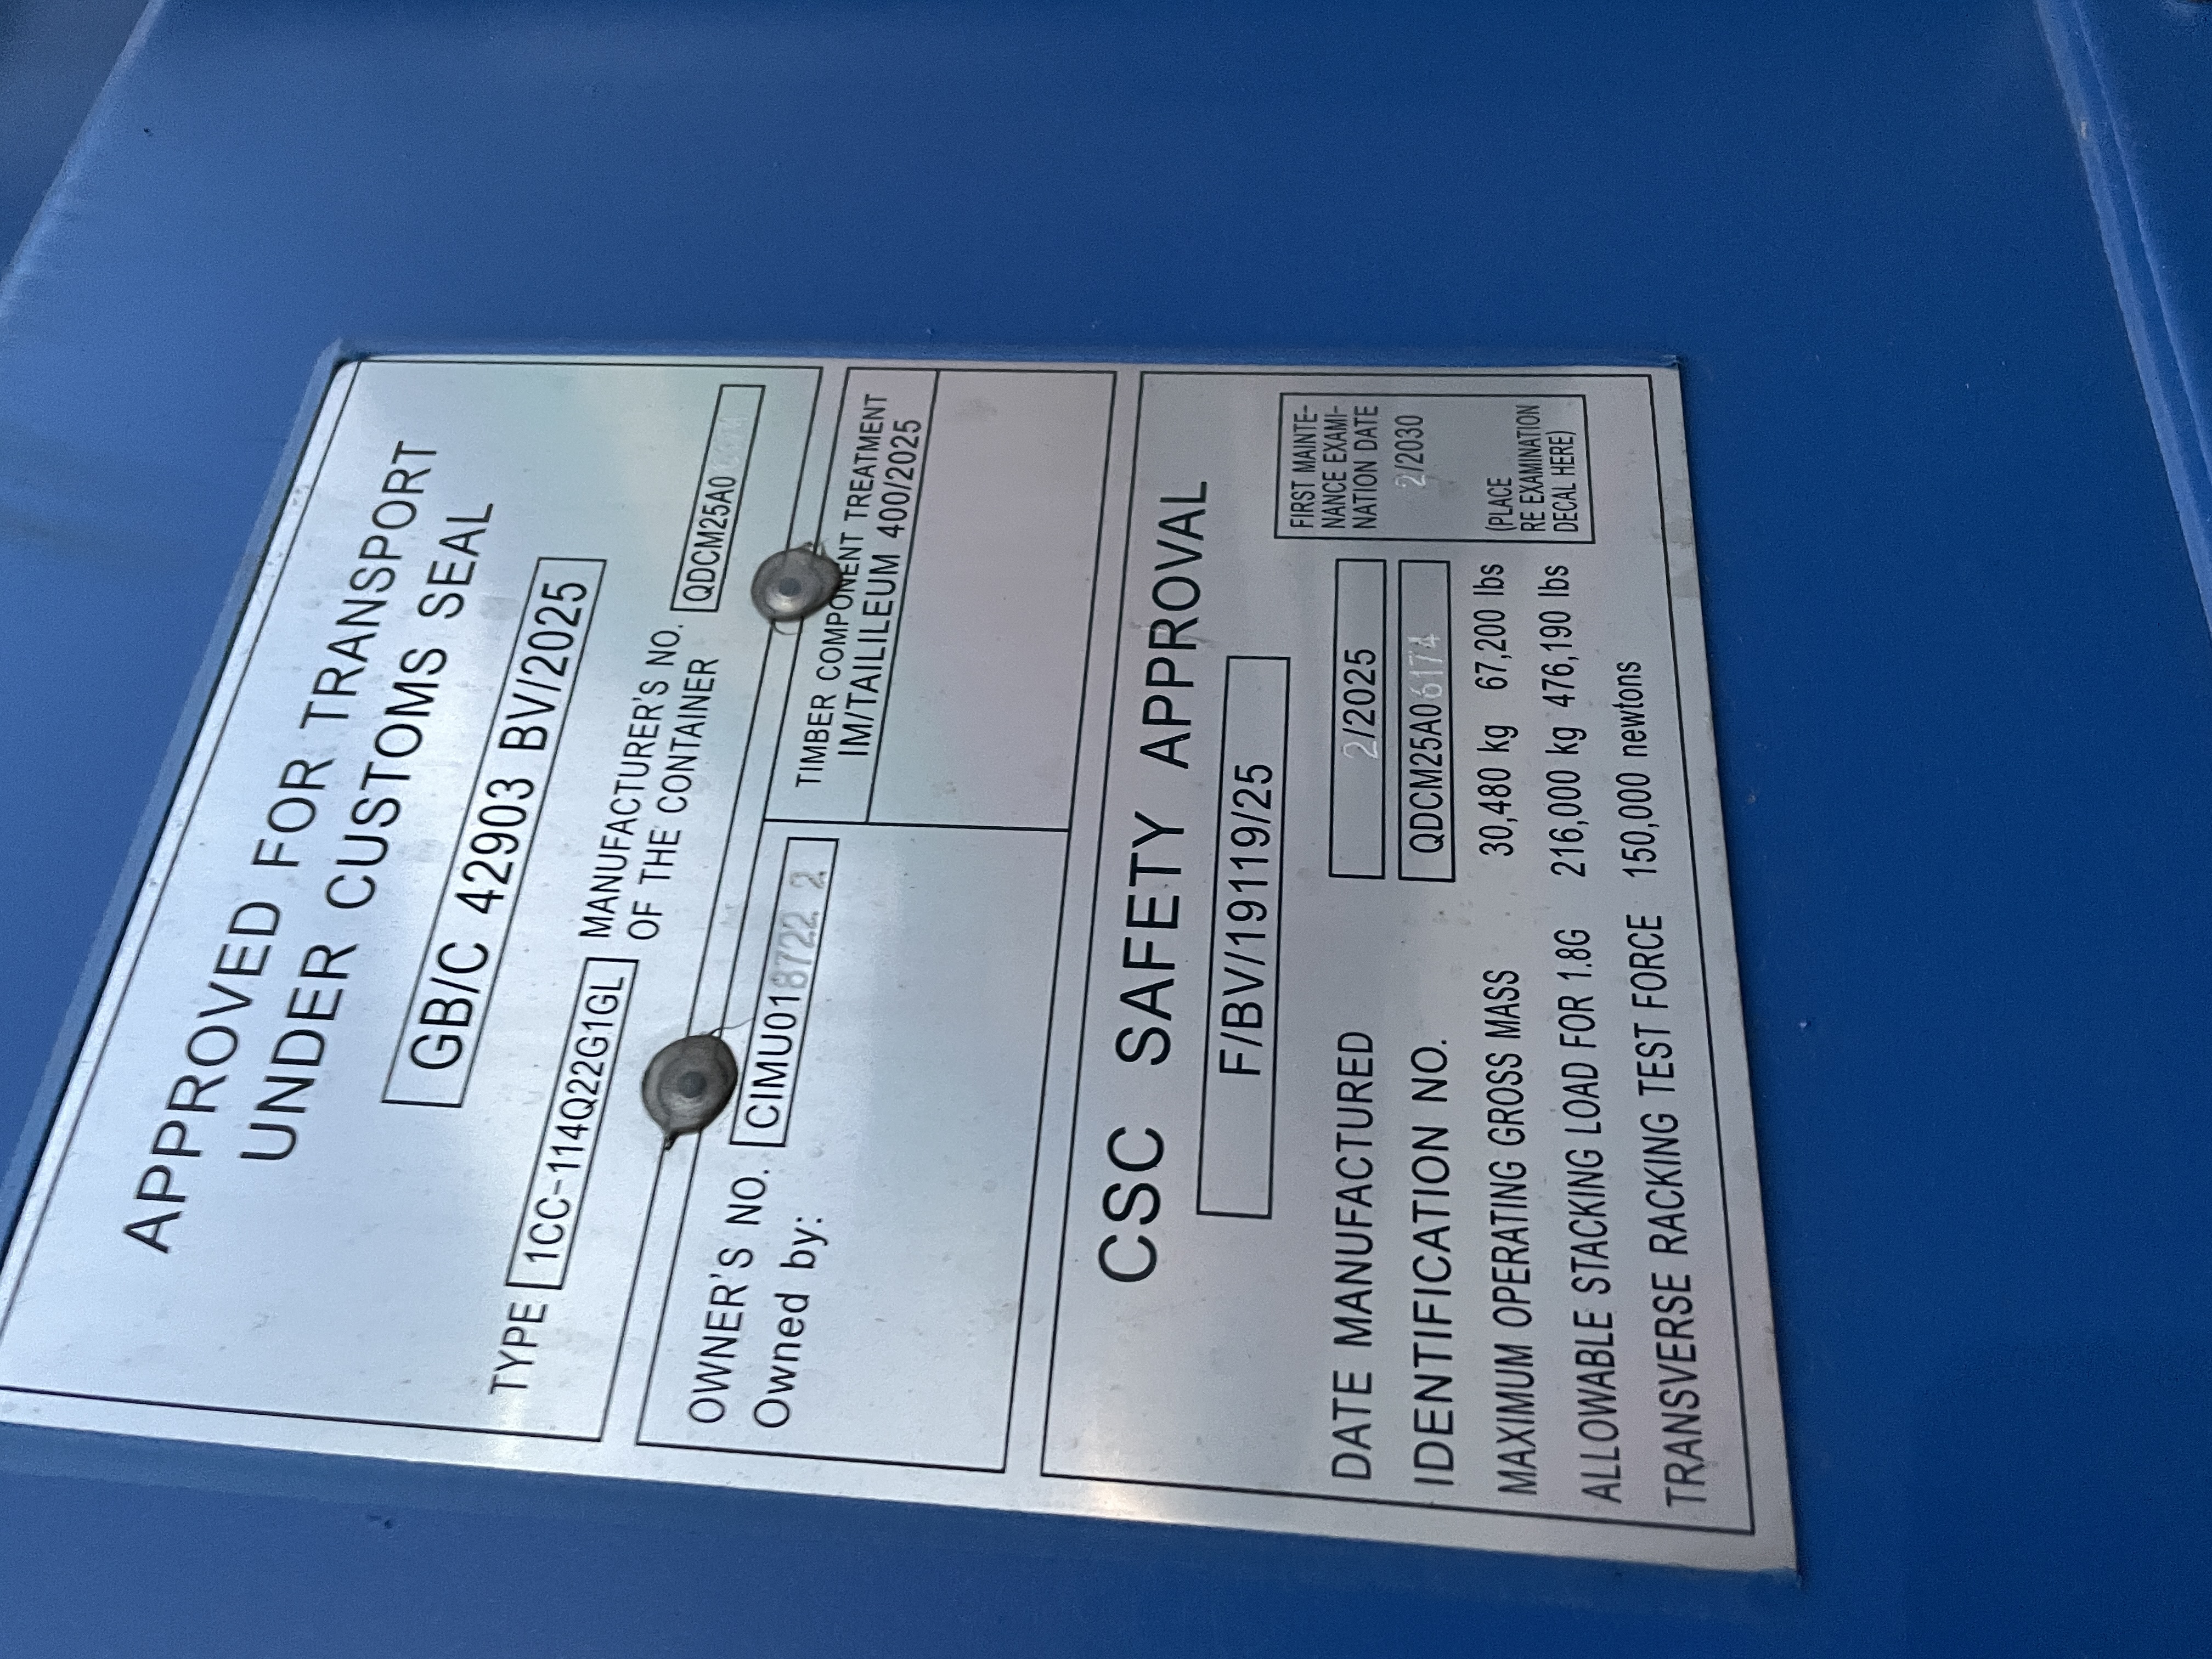 APPROVED FOR TRANSPORT
UNDER CUSTOMS SEAL
GB/C 42903 BV/2025
TYPE 1CC-114Q22G1GL MANUFACTURER'S NO.
OF THE CONTAINER QDCM25A0
OWNER'S NO. CIMU018722 2
Owned by:
TIMBER COMPONENT TREATMENT
IM/TAILILEUM 400/2025
CSC SAFETY APPROVAL
F/BV/19119/25
DATE MANUFACTURED 2/2025
IDENTIFICATION NO. QDCM25A06174
MAXIMUM OPERATING GROSS MASS 30,480 kg 67,200 lbs
ALLOWABLE STACKING LOAD FOR 1.8G 216,000 kg 476,190 lbs
TRANSVERSE RACKING TEST FORCE 150,000 newtons
FIRST MAINTE-
NANCE EXAMI-
NATION DATE
2/2030
(PLACE
RE EXAMINATION
DECAL HERE)